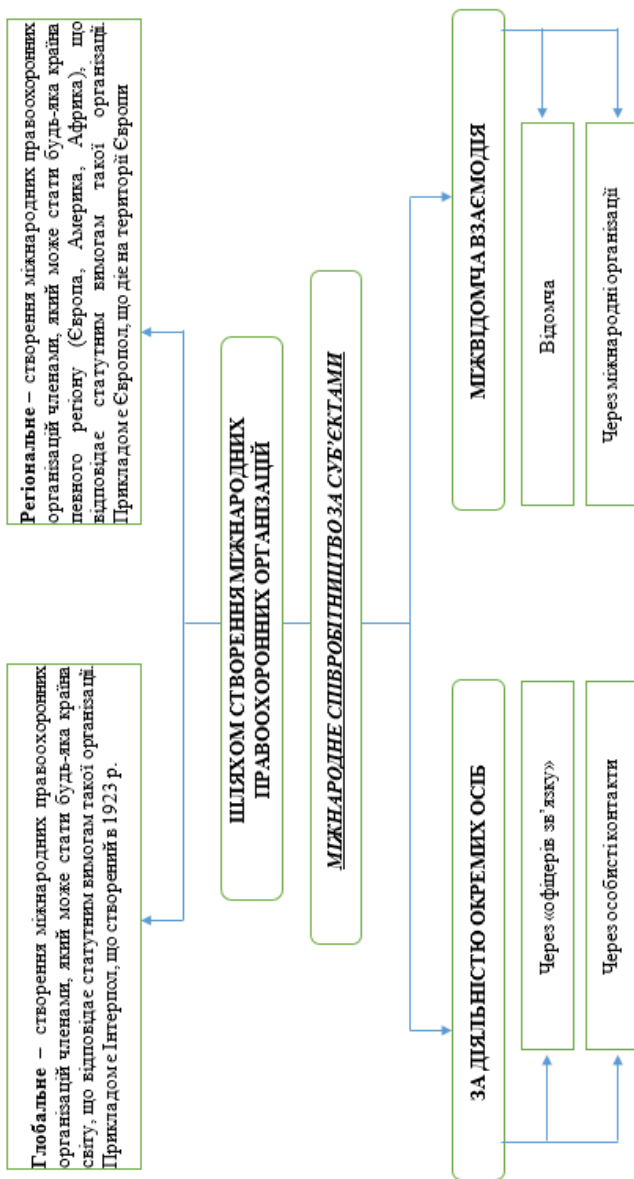 Глобальне – створення міжнародних правоохоронних
організацій членами, який може стати будь-яка країна
світу, що відповідає статутним вимогам такої організації.
Прикладом є Інтерпол, що створений в 1923 р.
Регіональне – створення міжнародних правоохоронних
організацій членами, який може стати будь-яка країна
певного регіону (Європа, Америка, Африка), що
відповідає статутним вимогам такої організації.
Прикладом є Європол, що діє на території Європи
ШЛЯХОМ СТВОРЕННЯ МІЖНАРОДНИХ
ПРАВООХОРОННИХ ОРГАНІЗАЦІЙ
МІЖНАРОДНЕ СПІВРОБІТНИЦТВО ЗА СУБ’ЄКТАМИ
ЗА ДІЯЛЬНІСТЮ ОКРЕМИХ ОСІБ
Через «офіцерів зв’язку»
Через особисті контакти
МІЖВІДОМЧА ВЗАЄМОДІЯ
Відомча
Через міжнародні організації